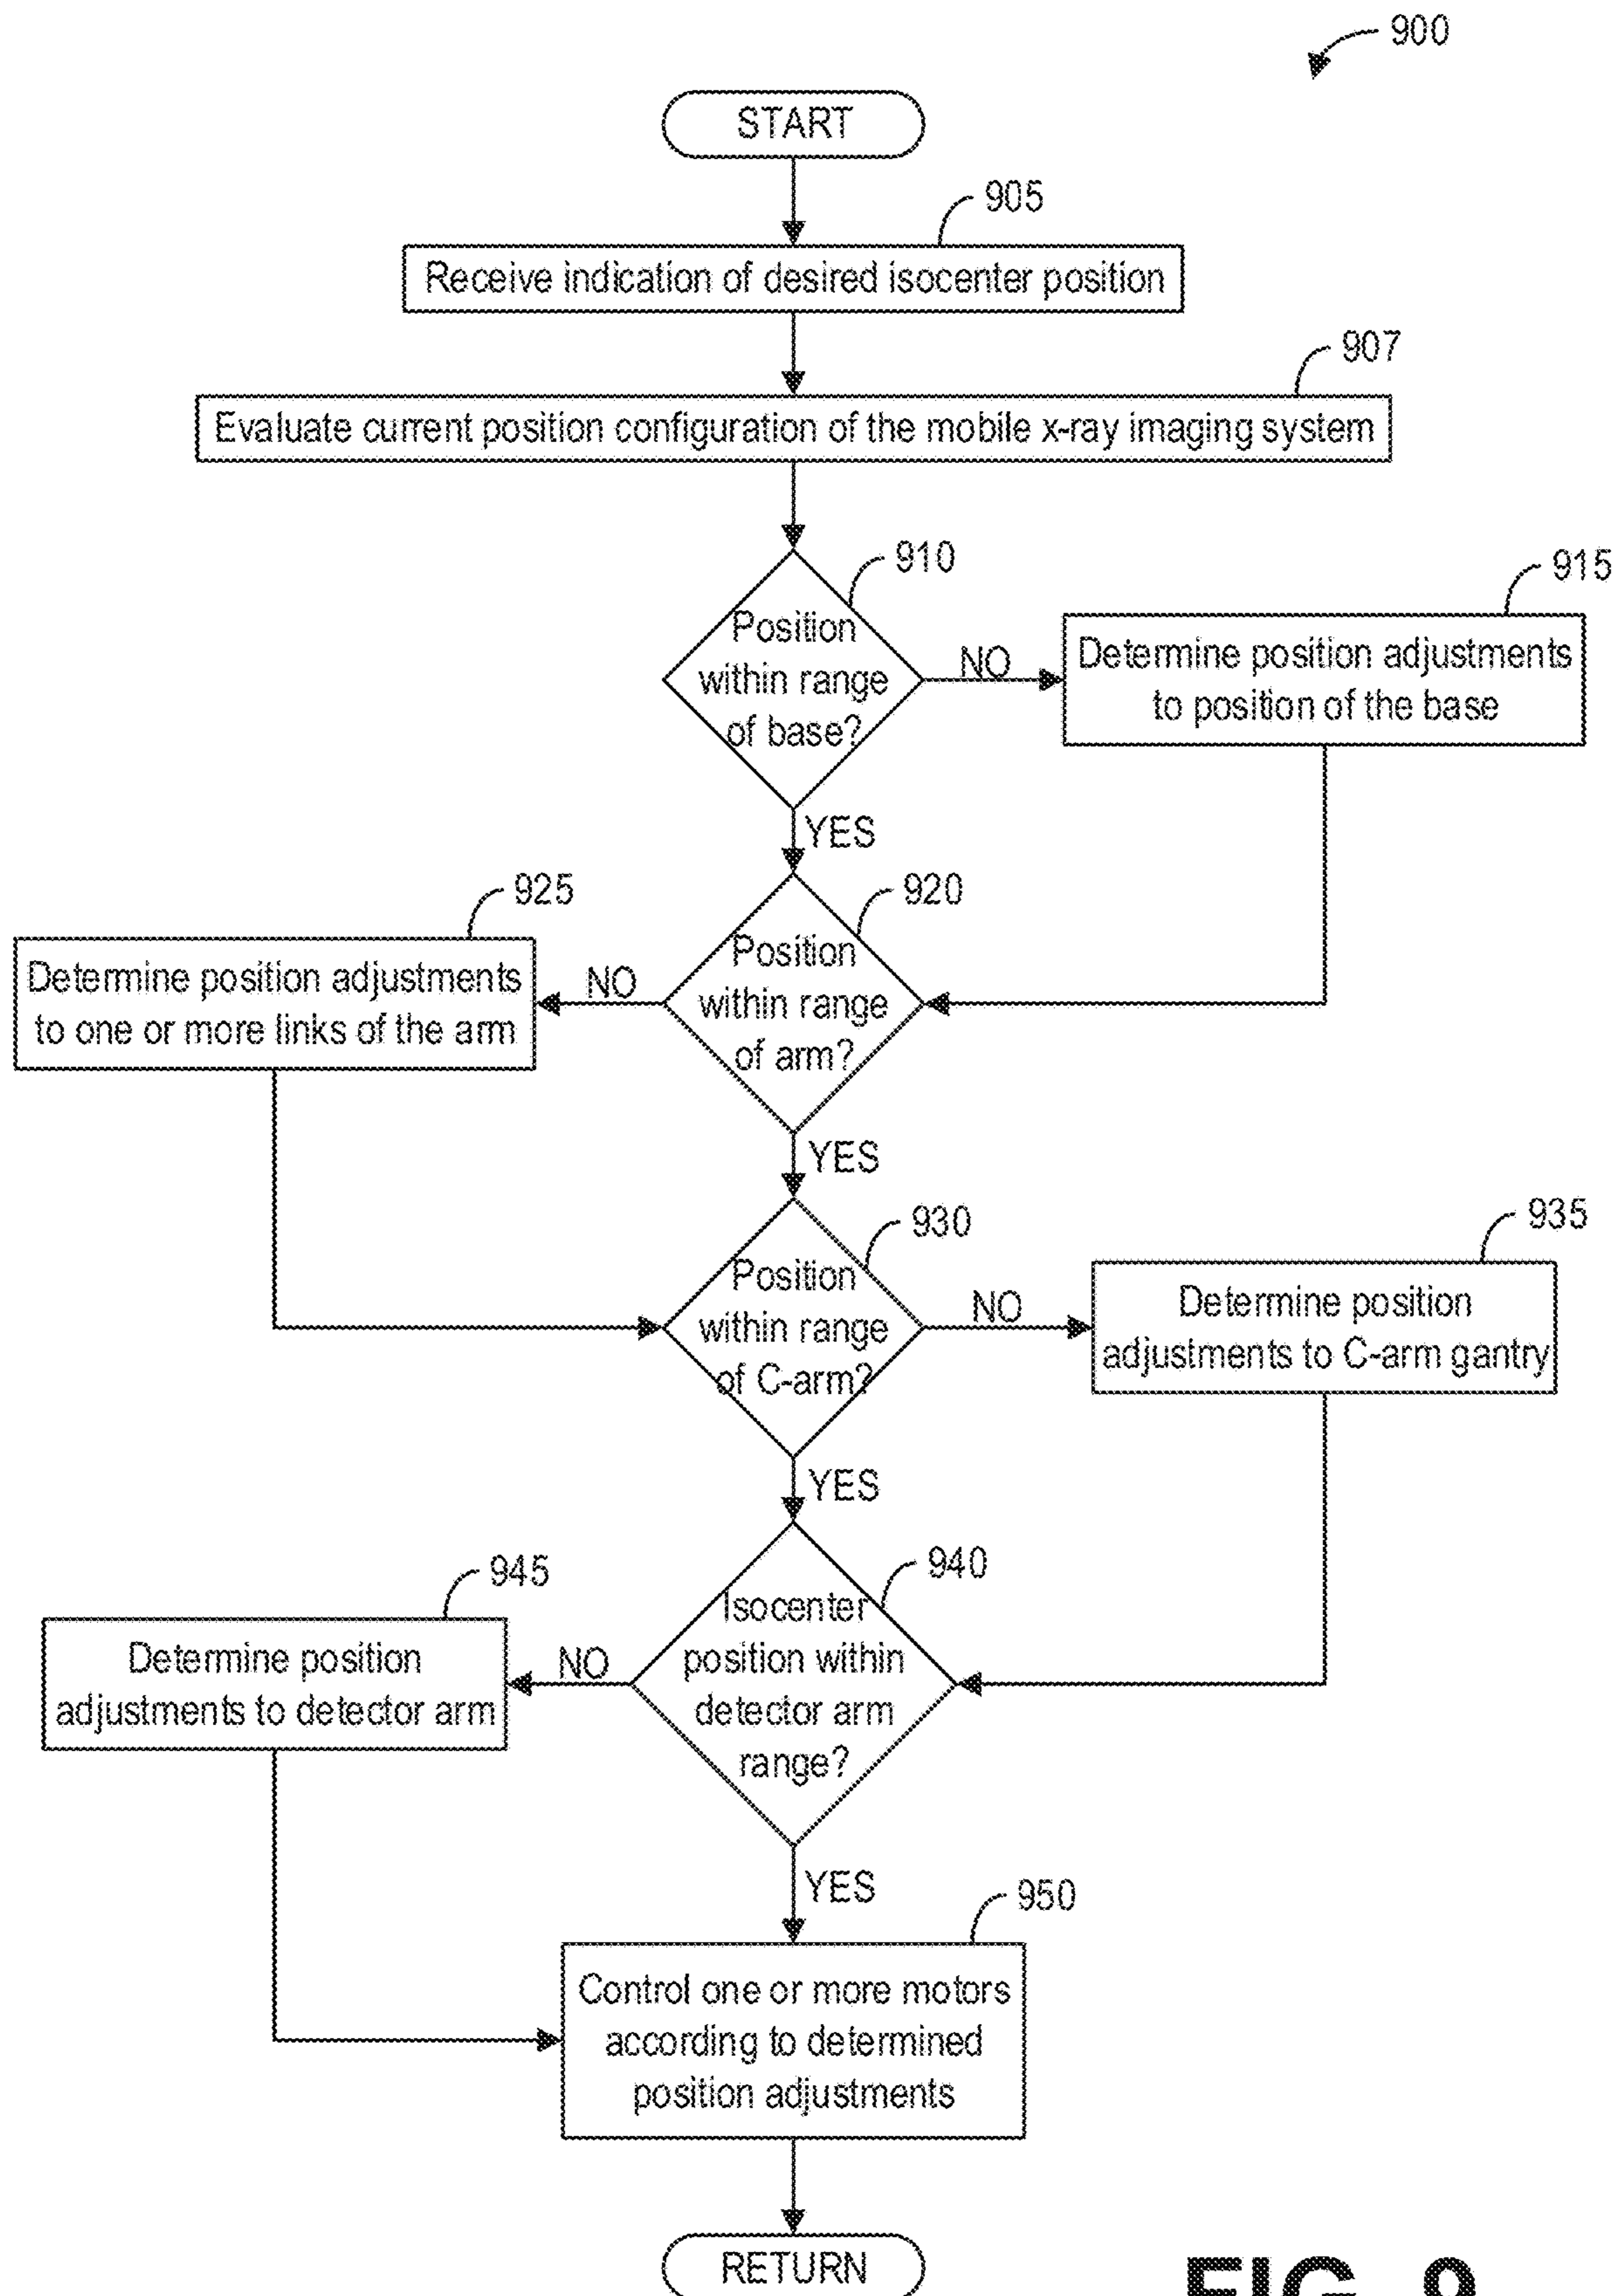 900
START
905
Receive indication of desired isocenter position
907
Evaluate current position configuration of the mobile x-ray imaging system
910
Position
within range
of base?
NO
915
Determine position adjustments
to position of the base
YES
920
Position
within range
of arm?
NO
925
Determine position adjustments
to one or more links of the arm
YES
930
Position
within range
of C-arm?
NO
935
Determine position
adjustments to C-arm gantry
YES
940
Isocenter
position within
detector arm
range?
NO
945
Determine position
adjustments to detector arm
YES
950
Control one or more motors
according to determined
position adjustments
RETURN
FIG. 9